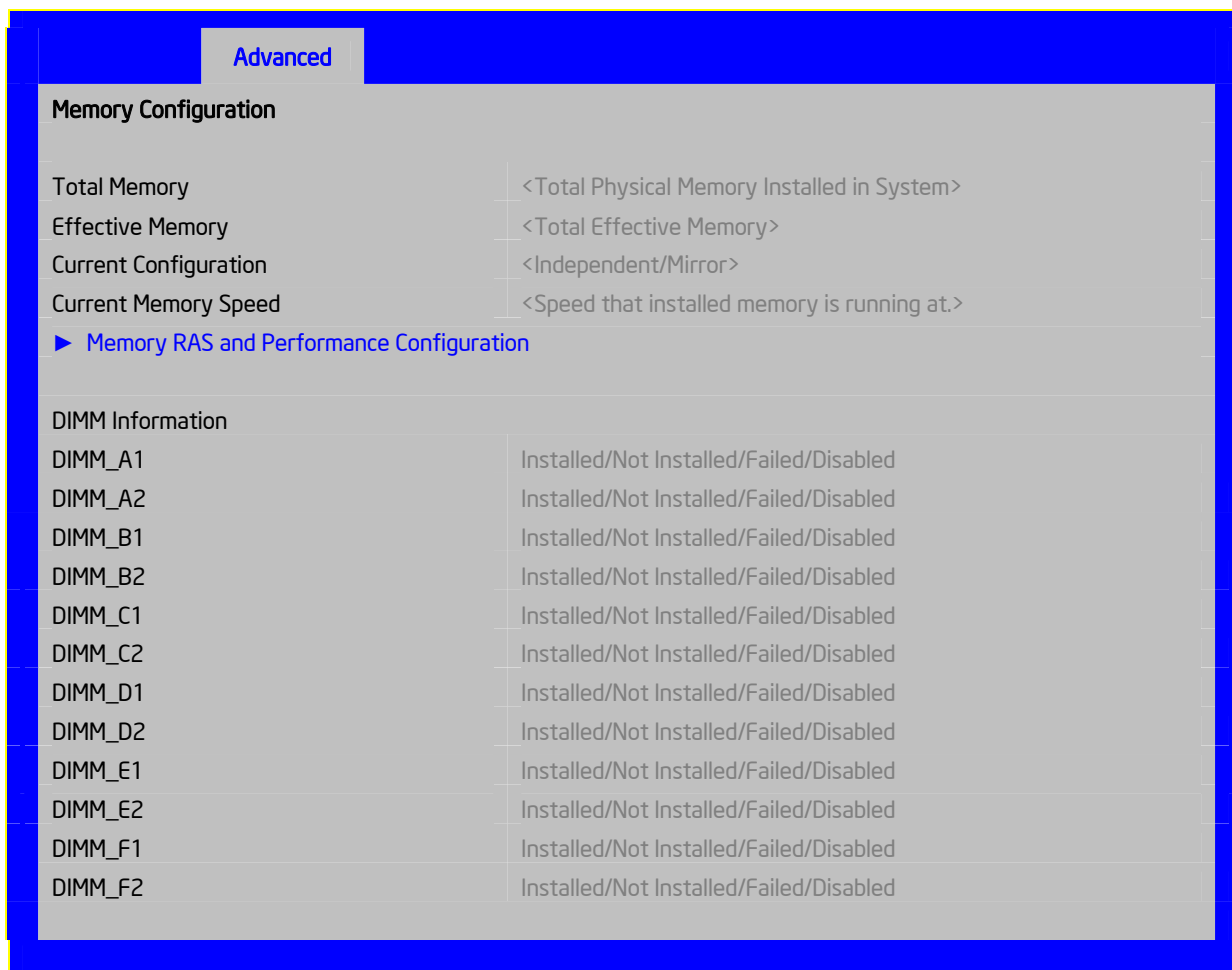 Advanced
Memory Configuration
Total Memory <Total Physical Memory Installed in System>
Effective Memory <Total Effective Memory>
Current Configuration <Independent/Mirror>
Current Memory Speed <Speed that installed memory is running at.>
► Memory RAS and Performance Configuration
DIMM Information
DIMM_A1 Installed/Not Installed/Failed/Disabled
DIMM_A2 Installed/Not Installed/Failed/Disabled
DIMM_B1 Installed/Not Installed/Failed/Disabled
DIMM_B2 Installed/Not Installed/Failed/Disabled
DIMM_C1 Installed/Not Installed/Failed/Disabled
DIMM_C2 Installed/Not Installed/Failed/Disabled
DIMM_D1 Installed/Not Installed/Failed/Disabled
DIMM_D2 Installed/Not Installed/Failed/Disabled
DIMM_E1 Installed/Not Installed/Failed/Disabled
DIMM_E2 Installed/Not Installed/Failed/Disabled
DIMM_F1 Installed/Not Installed/Failed/Disabled
DIMM_F2 Installed/Not Installed/Failed/Disabled